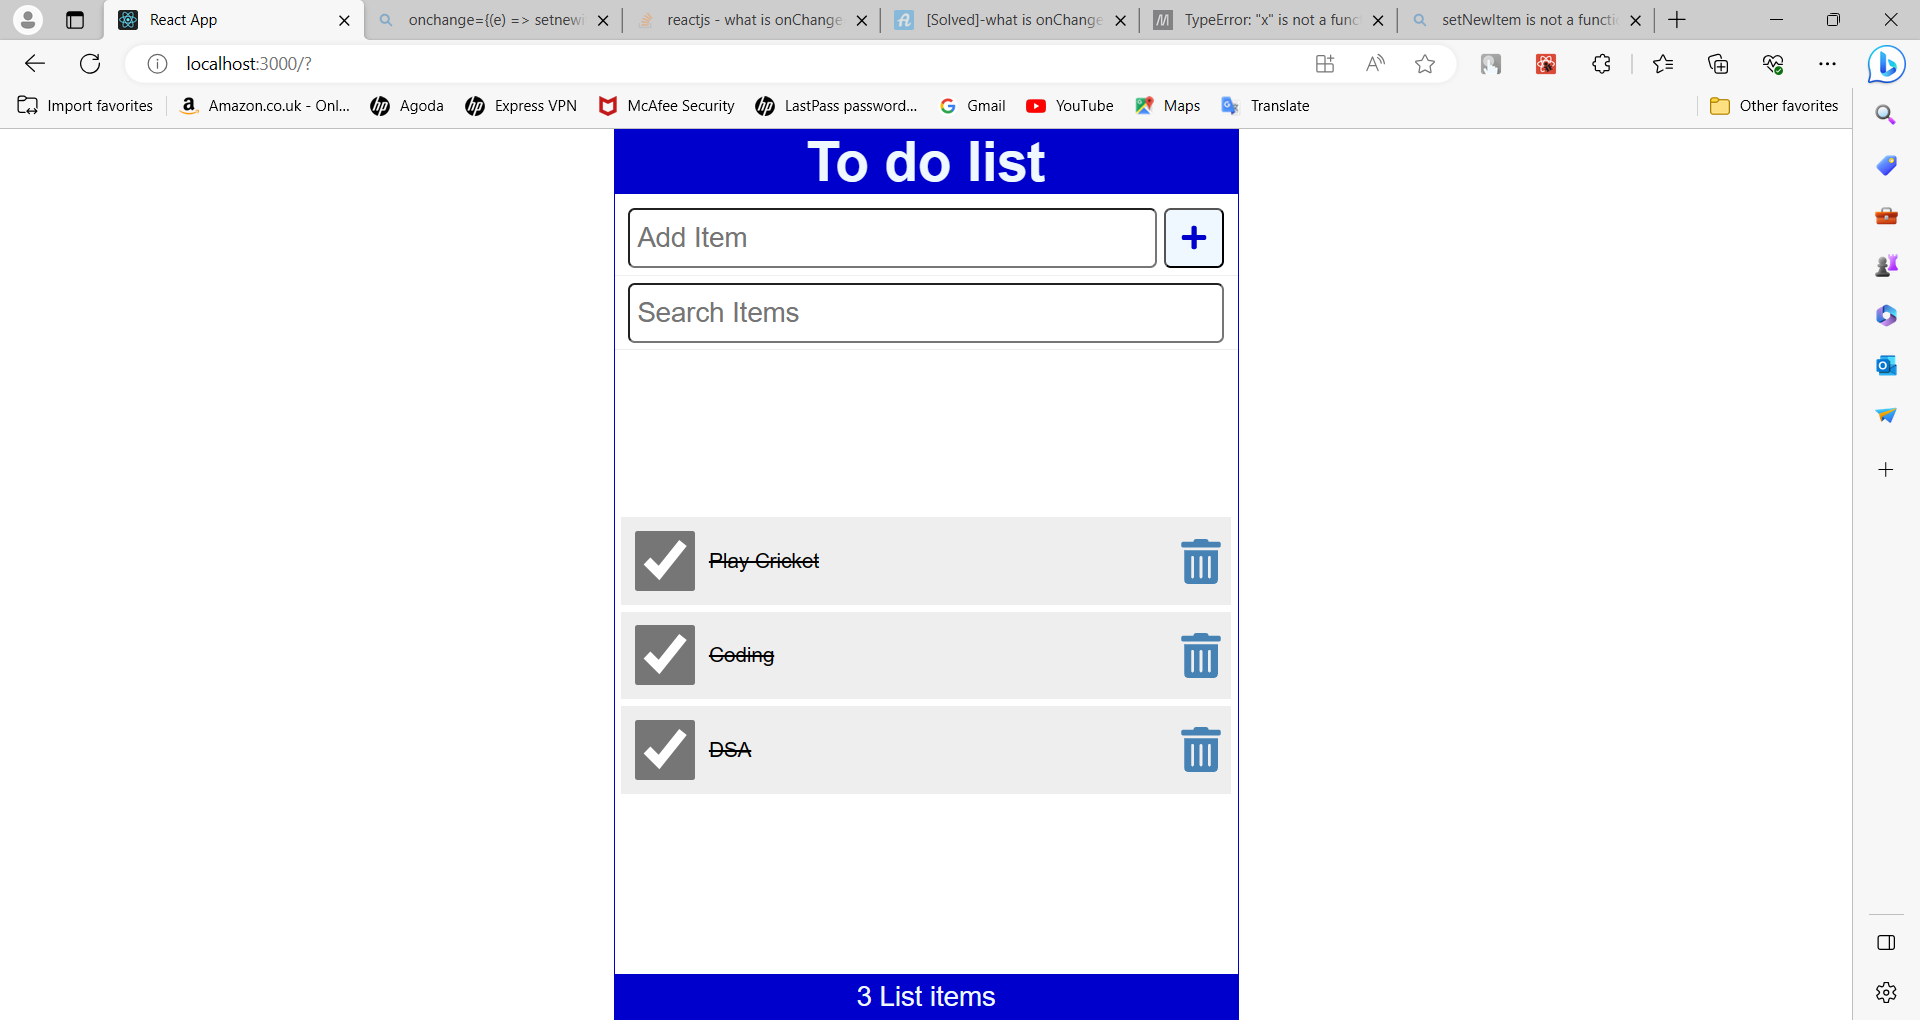 React App
onchange={(e) => setnewi
reactjs - what is onChange
[Solved]-what is onChange
TypeError: "x" is not a func
setNewItem is not a functi
localhost:3000/?
Import favorites
Amazon.co.uk - Onl...
Agoda
Express VPN
McAfee Security
LastPass password...
Gmail
YouTube
Maps
Translate
Other favorites
To do list
Add Item
+
Search Items
Play Cricket
Coding
DSA
3 List items